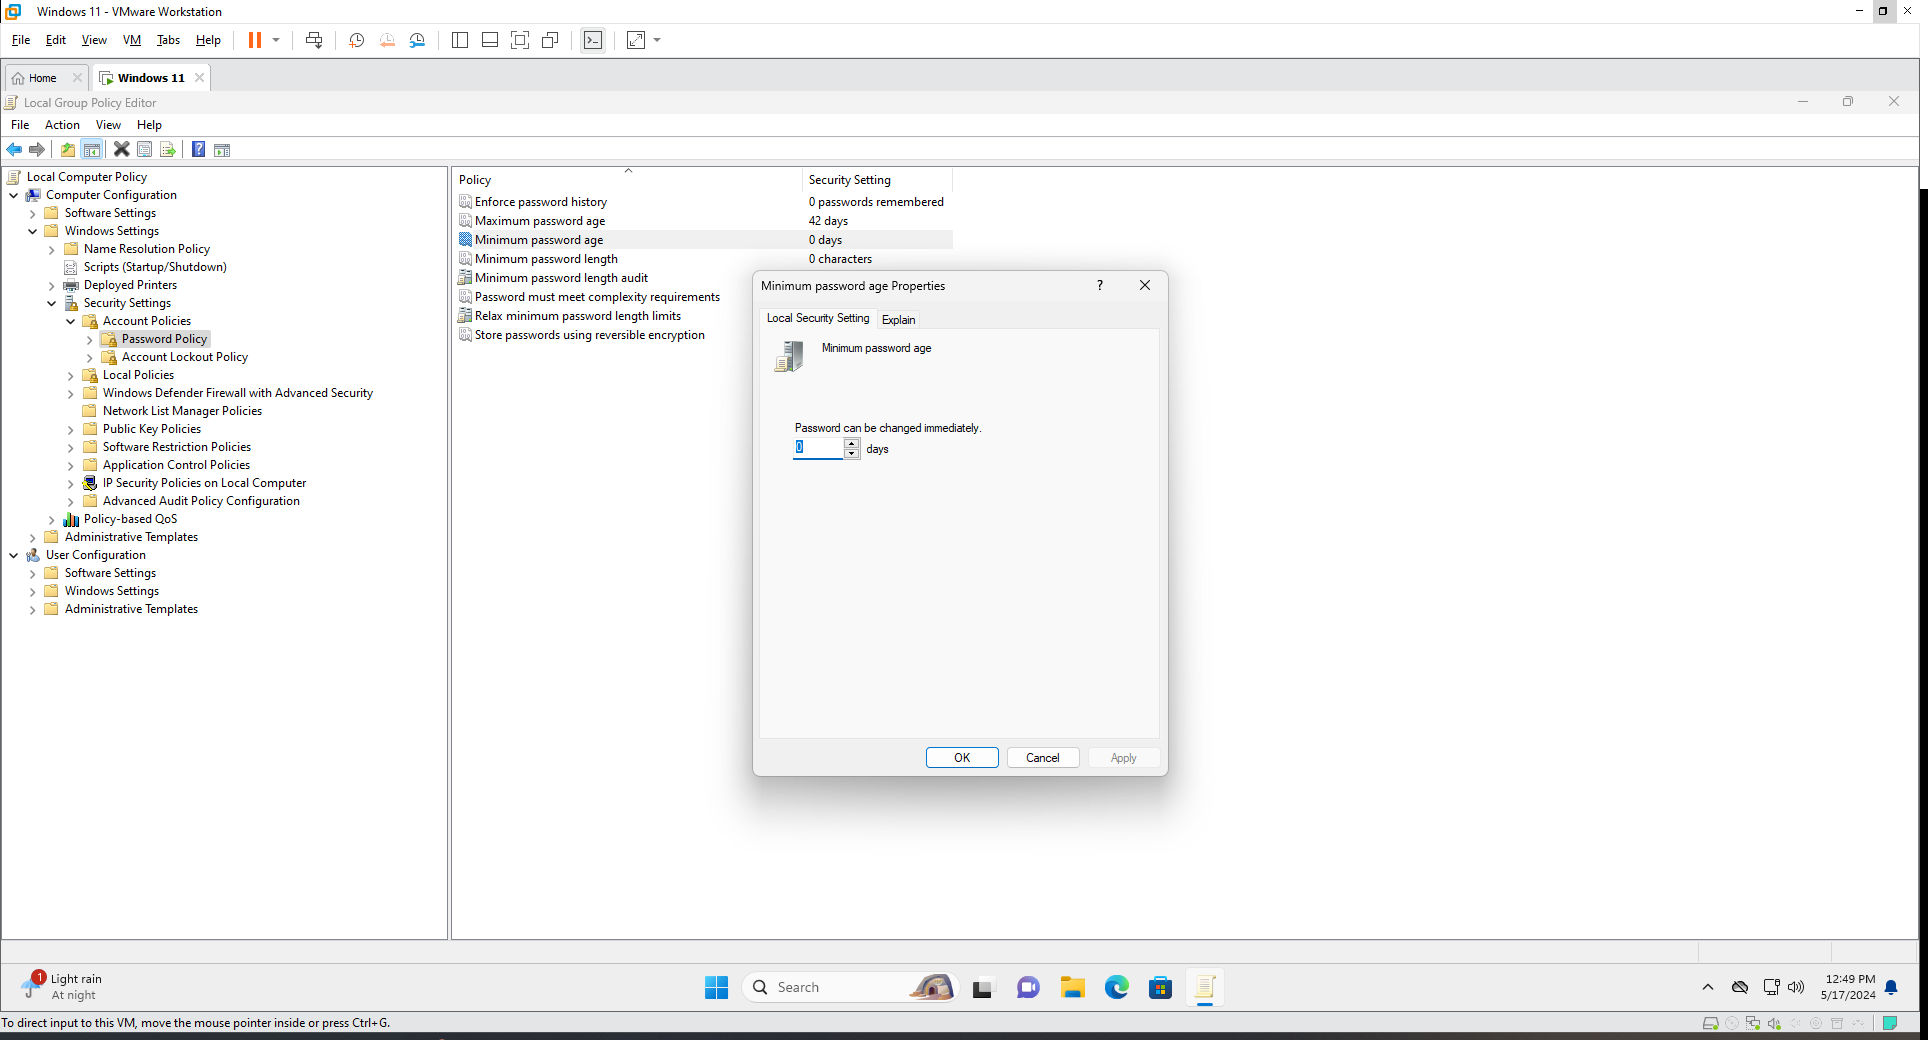 Windows 11 - VMware Workstation
File Edit View VM Tabs Help
Home
Windows 11
Local Group Policy Editor
File Action View Help
Local Computer Policy
Computer Configuration
Software Settings
Windows Settings
Name Resolution Policy
Scripts (Startup/Shutdown)
Deployed Printers
Security Settings
Account Policies
Password Policy
Account Lockout Policy
Local Policies
Windows Defender Firewall with Advanced Security
Network List Manager Policies
Public Key Policies
Software Restriction Policies
Application Control Policies
IP Security Policies on Local Computer
Advanced Audit Policy Configuration
Policy-based QoS
Administrative Templates
User Configuration
Software Settings
Windows Settings
Administrative Templates
Policy Security Setting
Enforce password history 0 passwords remembered
Maximum password age 42 days
Minimum password age 0 days
Minimum password length 0 characters
Minimum password length audit
Password must meet complexity requirements
Relax minimum password length limits
Store passwords using reversible encryption
Minimum password age Properties
?
Local Security Setting Explain
Minimum password age
Password can be changed immediately.
0 days
OK Cancel Apply
1
Light rain
At night
Search
12:49 PM
5/17/2024
To direct input to this VM, move the mouse pointer inside or press Ctrl+G.